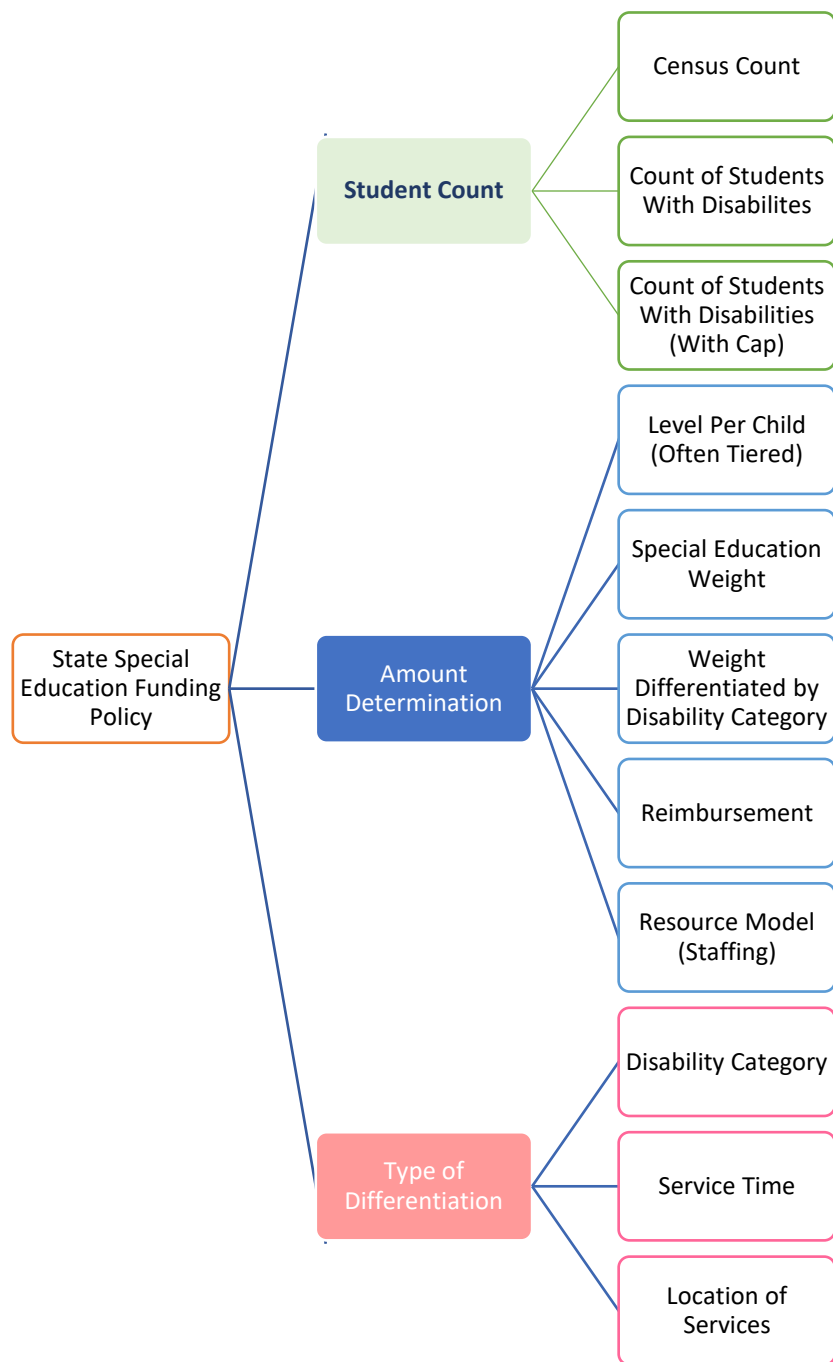 State Special
Education Funding
Policy
Student Count
Census Count
Count of Students
With Disabilites
Count of Students
With Disabilities
(With Cap)
Amount
Determination
Level Per Child
(Often Tiered)
Special Education
Weight
Weight
Differentiated by
Disability Category
Reimbursement
Resource Model
(Staffing)
Type of
Differentiation
Disability Category
Service Time
Location of
Services